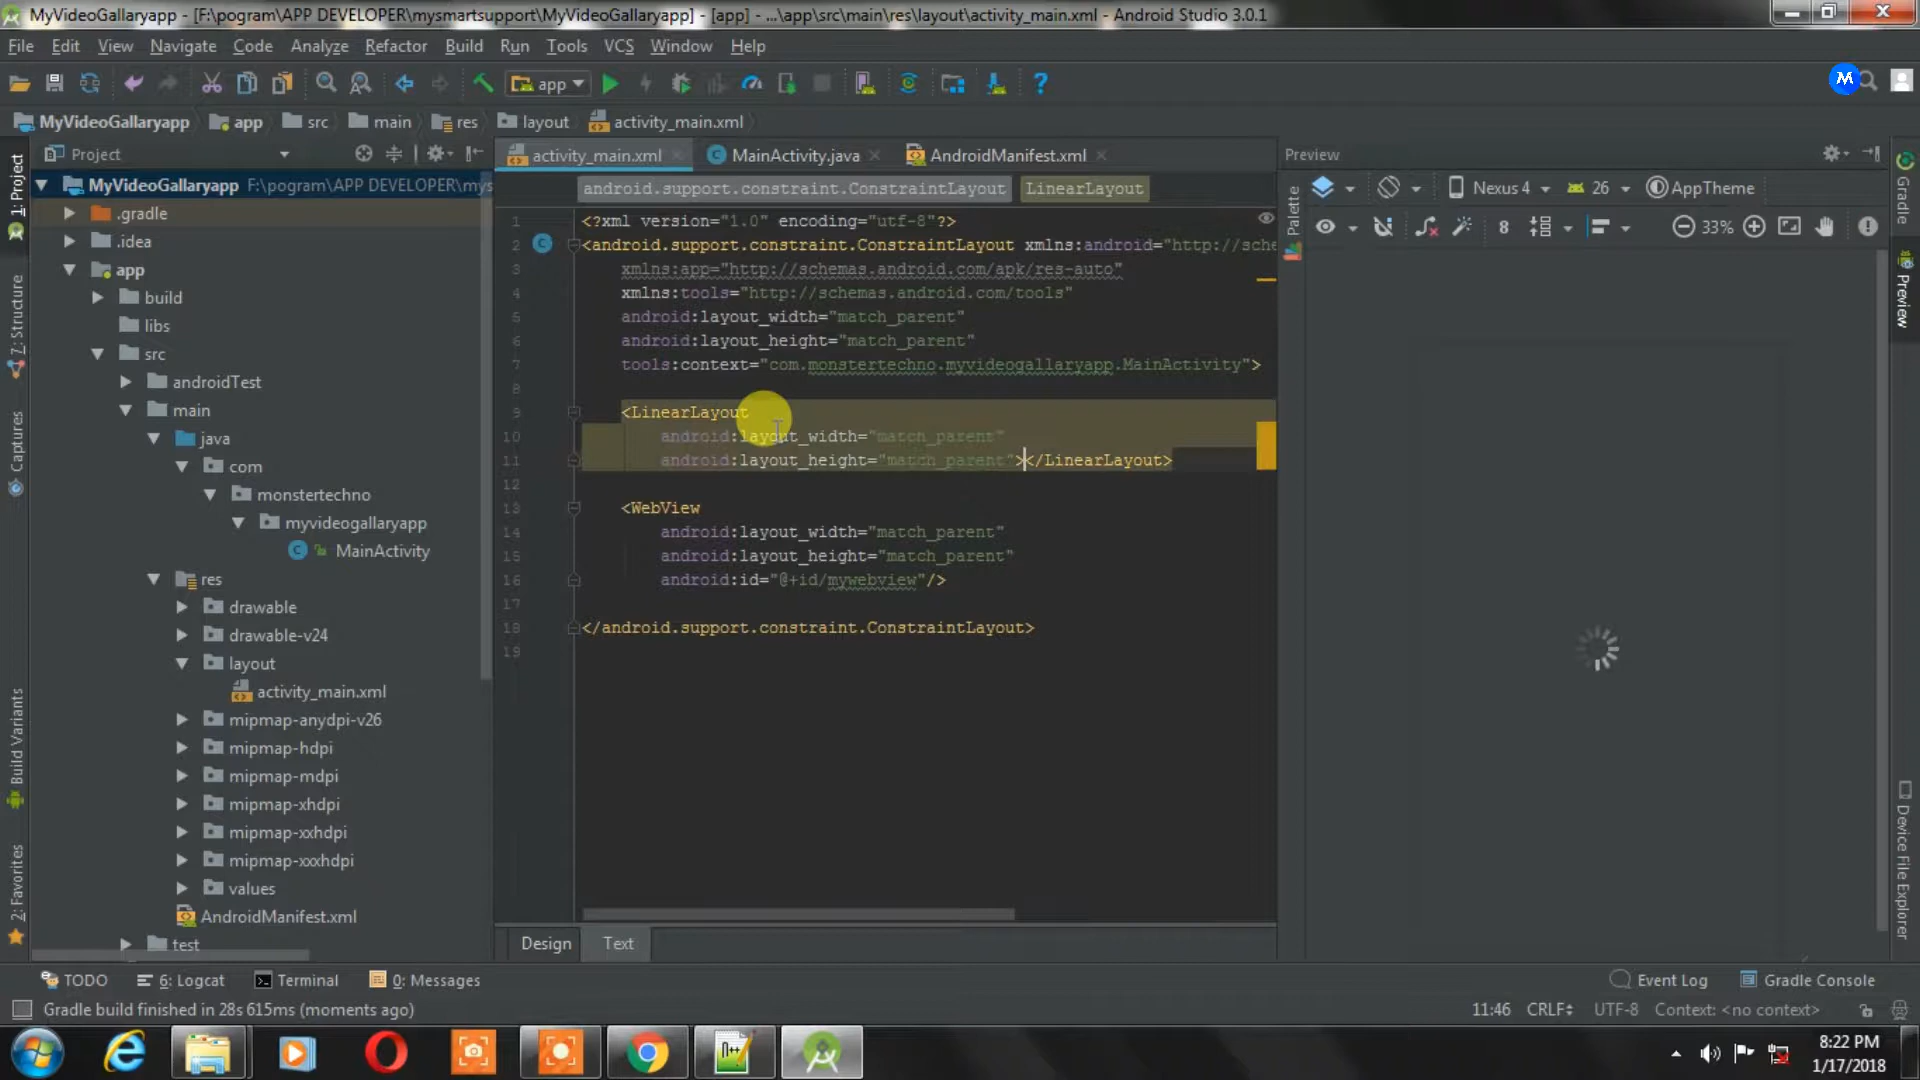 MyVideoGallaryapp - [F:\pogram\APP DEVELOPER\mysmartsupport\MyVideoGallaryapp] - [app] - ...\app\src\main\res\layout\activity_main.xml - Android Studio 3.0.1
File Edit View Navigate Code Analyze Refactor Build Run Tools VCS Window Help
app
M
MyVideoGallaryapp app src main res layout activity_main.xml
Project
activity_main.xml MainActivity.java AndroidManifest.xml
Preview
android.support.constraint.ConstraintLayout LinearLayout
Nexus 4 26 AppTheme
8 33%
1: Project
7: Structure
Captures
Build Variants
2: Favorites
MyVideoGallaryapp F:\pogram\APP DEVELOPER\mys
.gradle
.idea
app
build
libs
src
androidTest
main
java
com
monstertechno
myvideogallaryapp
MainActivity
res
drawable
drawable-v24
layout
activity_main.xml
mipmap-anydpi-v26
mipmap-hdpi
mipmap-mdpi
mipmap-xhdpi
mipmap-xxhdpi
mipmap-xxxhdpi
values
AndroidManifest.xml
test
1 <?xml version="1.0" encoding="utf-8"?>
2 <android.support.constraint.ConstraintLayout xmlns:android="http://sche
3 xmlns:app="http://schemas.android.com/apk/res-auto"
4 xmlns:tools="http://schemas.android.com/tools"
5 android:layout_width="match_parent"
6 android:layout_height="match_parent"
7 tools:context="com.monstertechno.myvideogallaryapp.MainActivity">
8
9 <LinearLayout
10 android:layout_width="match_parent"
11 android:layout_height="match_parent"></LinearLayout>
12
13 <WebView
14 android:layout_width="match_parent"
15 android:layout_height="match_parent"
16 android:id="@+id/mywebview"/>
17
18 </android.support.constraint.ConstraintLayout>
19
Design Text
Palette
Gradle
Preview
Device File Explorer
TODO 6: Logcat Terminal 0: Messages Event Log Gradle Console
Gradle build finished in 28s 615ms (moments ago) 11:46 CRLF UTF-8 Context: <no context>
N++
8:22 PM
1/17/2018